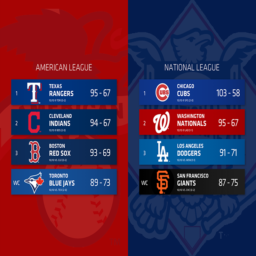 AMERICAN LEAGUE
1 TEXAS RANGERS 95 - 67
2 CLEVELAND INDIANS 94 - 67
3 BOSTON RED SOX 93 - 69
WC TORONTO BLUE JAYS 89 - 73
NATIONAL LEAGUE
1 CHICAGO CUBS 103 - 58
2 WASHINGTON NATIONALS 95 - 67
3 LOS ANGELES DODGERS 91 - 71
WC SAN FRANCISCO GIANTS 87 - 75